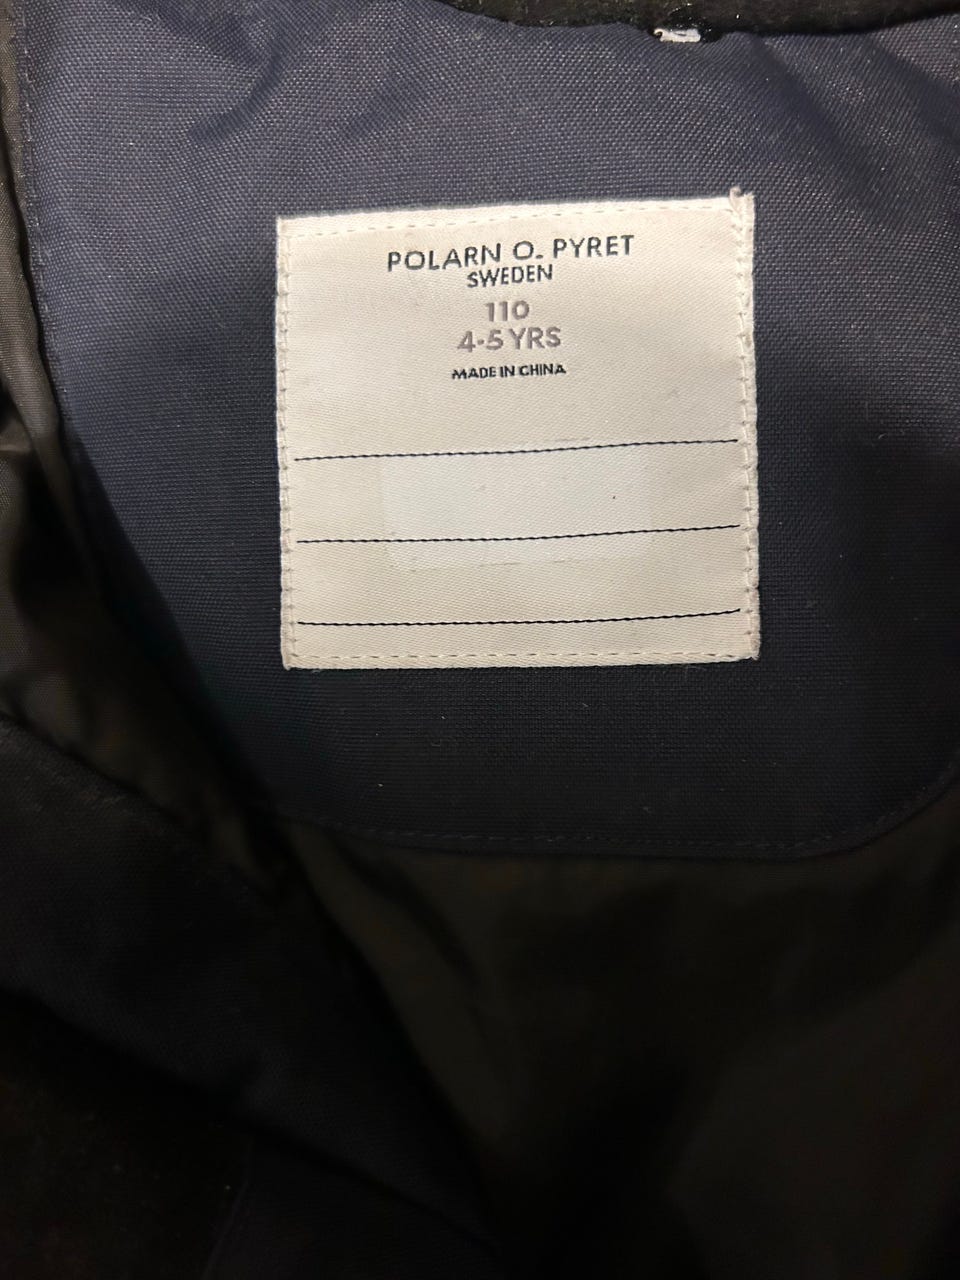 POLARN O. PYRET
SWEDEN
110
4-5 YRS
MADE IN CHINA